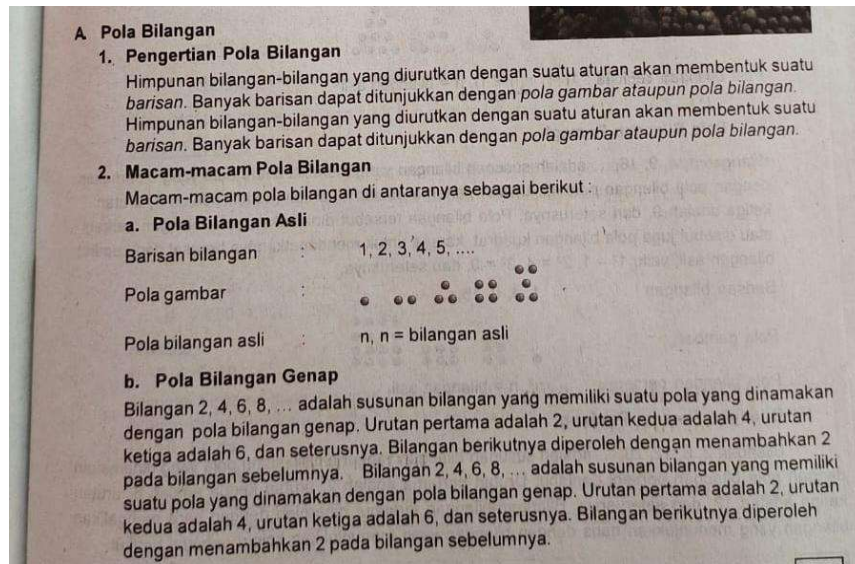 A Pola Bilangan
1. Pengertian Pola Bilangan
Himpunan bilangan-bilangan yang diurutkan dengan suatu aturan akan membentuk suatu
barisan. Banyak barisan dapat ditunjukkan dengan pola gambar ataupun pola bilangan.
Himpunan bilangan-bilangan yang diurutkan dengan suatu aturan akan membentuk suatu
barisan. Banyak barisan dapat ditunjukkan dengan pola gambar ataupun pola bilangan.
2. Macam-macam Pola Bilangan
Macam-macam pola bilangan di antaranya sebagai berikut :
a. Pola Bilangan Asli
Barisan bilangan : 1, 2, 3, 4, 5, ....
Pola gambar :
Pola bilangan asli : n, n = bilangan asli
b. Pola Bilangan Genap
Bilangan 2, 4, 6, 8, ... adalah susunan bilangan yang memiliki suatu pola yang dinamakan
dengan pola bilangan genap. Urutan pertama adalah 2, urutan kedua adalah 4, urutan
ketiga adalah 6, dan seterusnya. Bilangan berikutnya diperoleh dengan menambahkan 2
pada bilangan sebelumnya. Bilangan 2, 4, 6, 8, ... adalah susunan bilangan yang memiliki
suatu pola yang dinamakan dengan pola bilangan genap. Urutan pertama adalah 2, urutan
kedua adalah 4, urutan ketiga adalah 6, dan seterusnya. Bilangan berikutnya diperoleh
dengan menambahkan 2 pada bilangan sebelumnya.